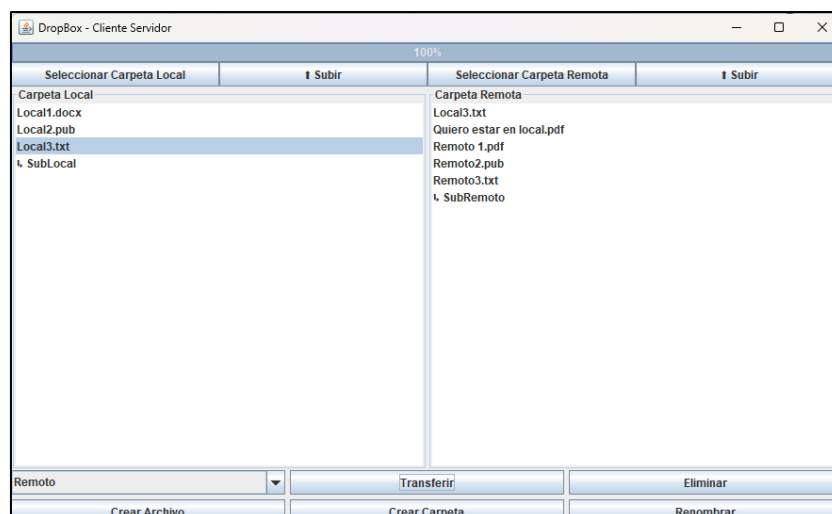 DropBox - Cliente Servidor
100%
Seleccionar Carpeta Local
⬆ Subir
Seleccionar Carpeta Remota
⬆ Subir
Carpeta Local
Local1.docx
Local2.pub
Local3.txt
↳ SubLocal
Carpeta Remota
Local3.txt
Quiero estar en local.pdf
Remoto 1.pdf
Remoto2.pub
Remoto3.txt
↳ SubRemoto
Remoto
Transferir
Eliminar
Crear Archivo
Crear Carpeta
Renombrar